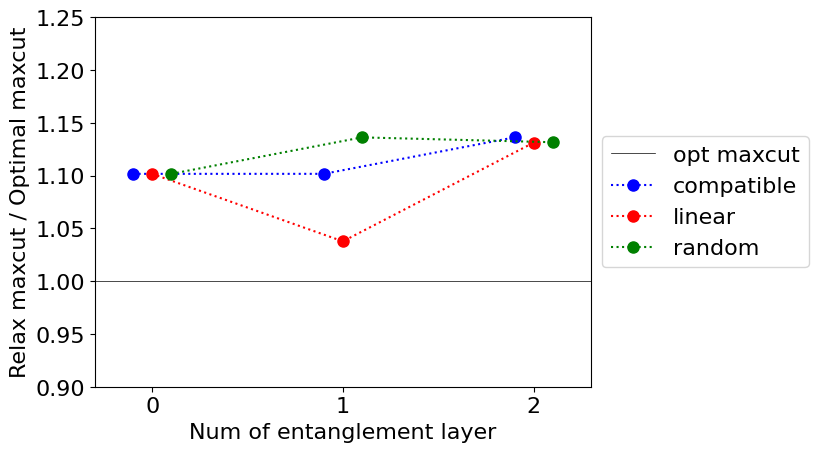 Relax maxcut / Optimal maxcut
1.25
1.20
1.15
1.10
1.05
1.00
0.95
0.90
0
1
2
Num of entanglement layer
opt maxcut
compatible
linear
random